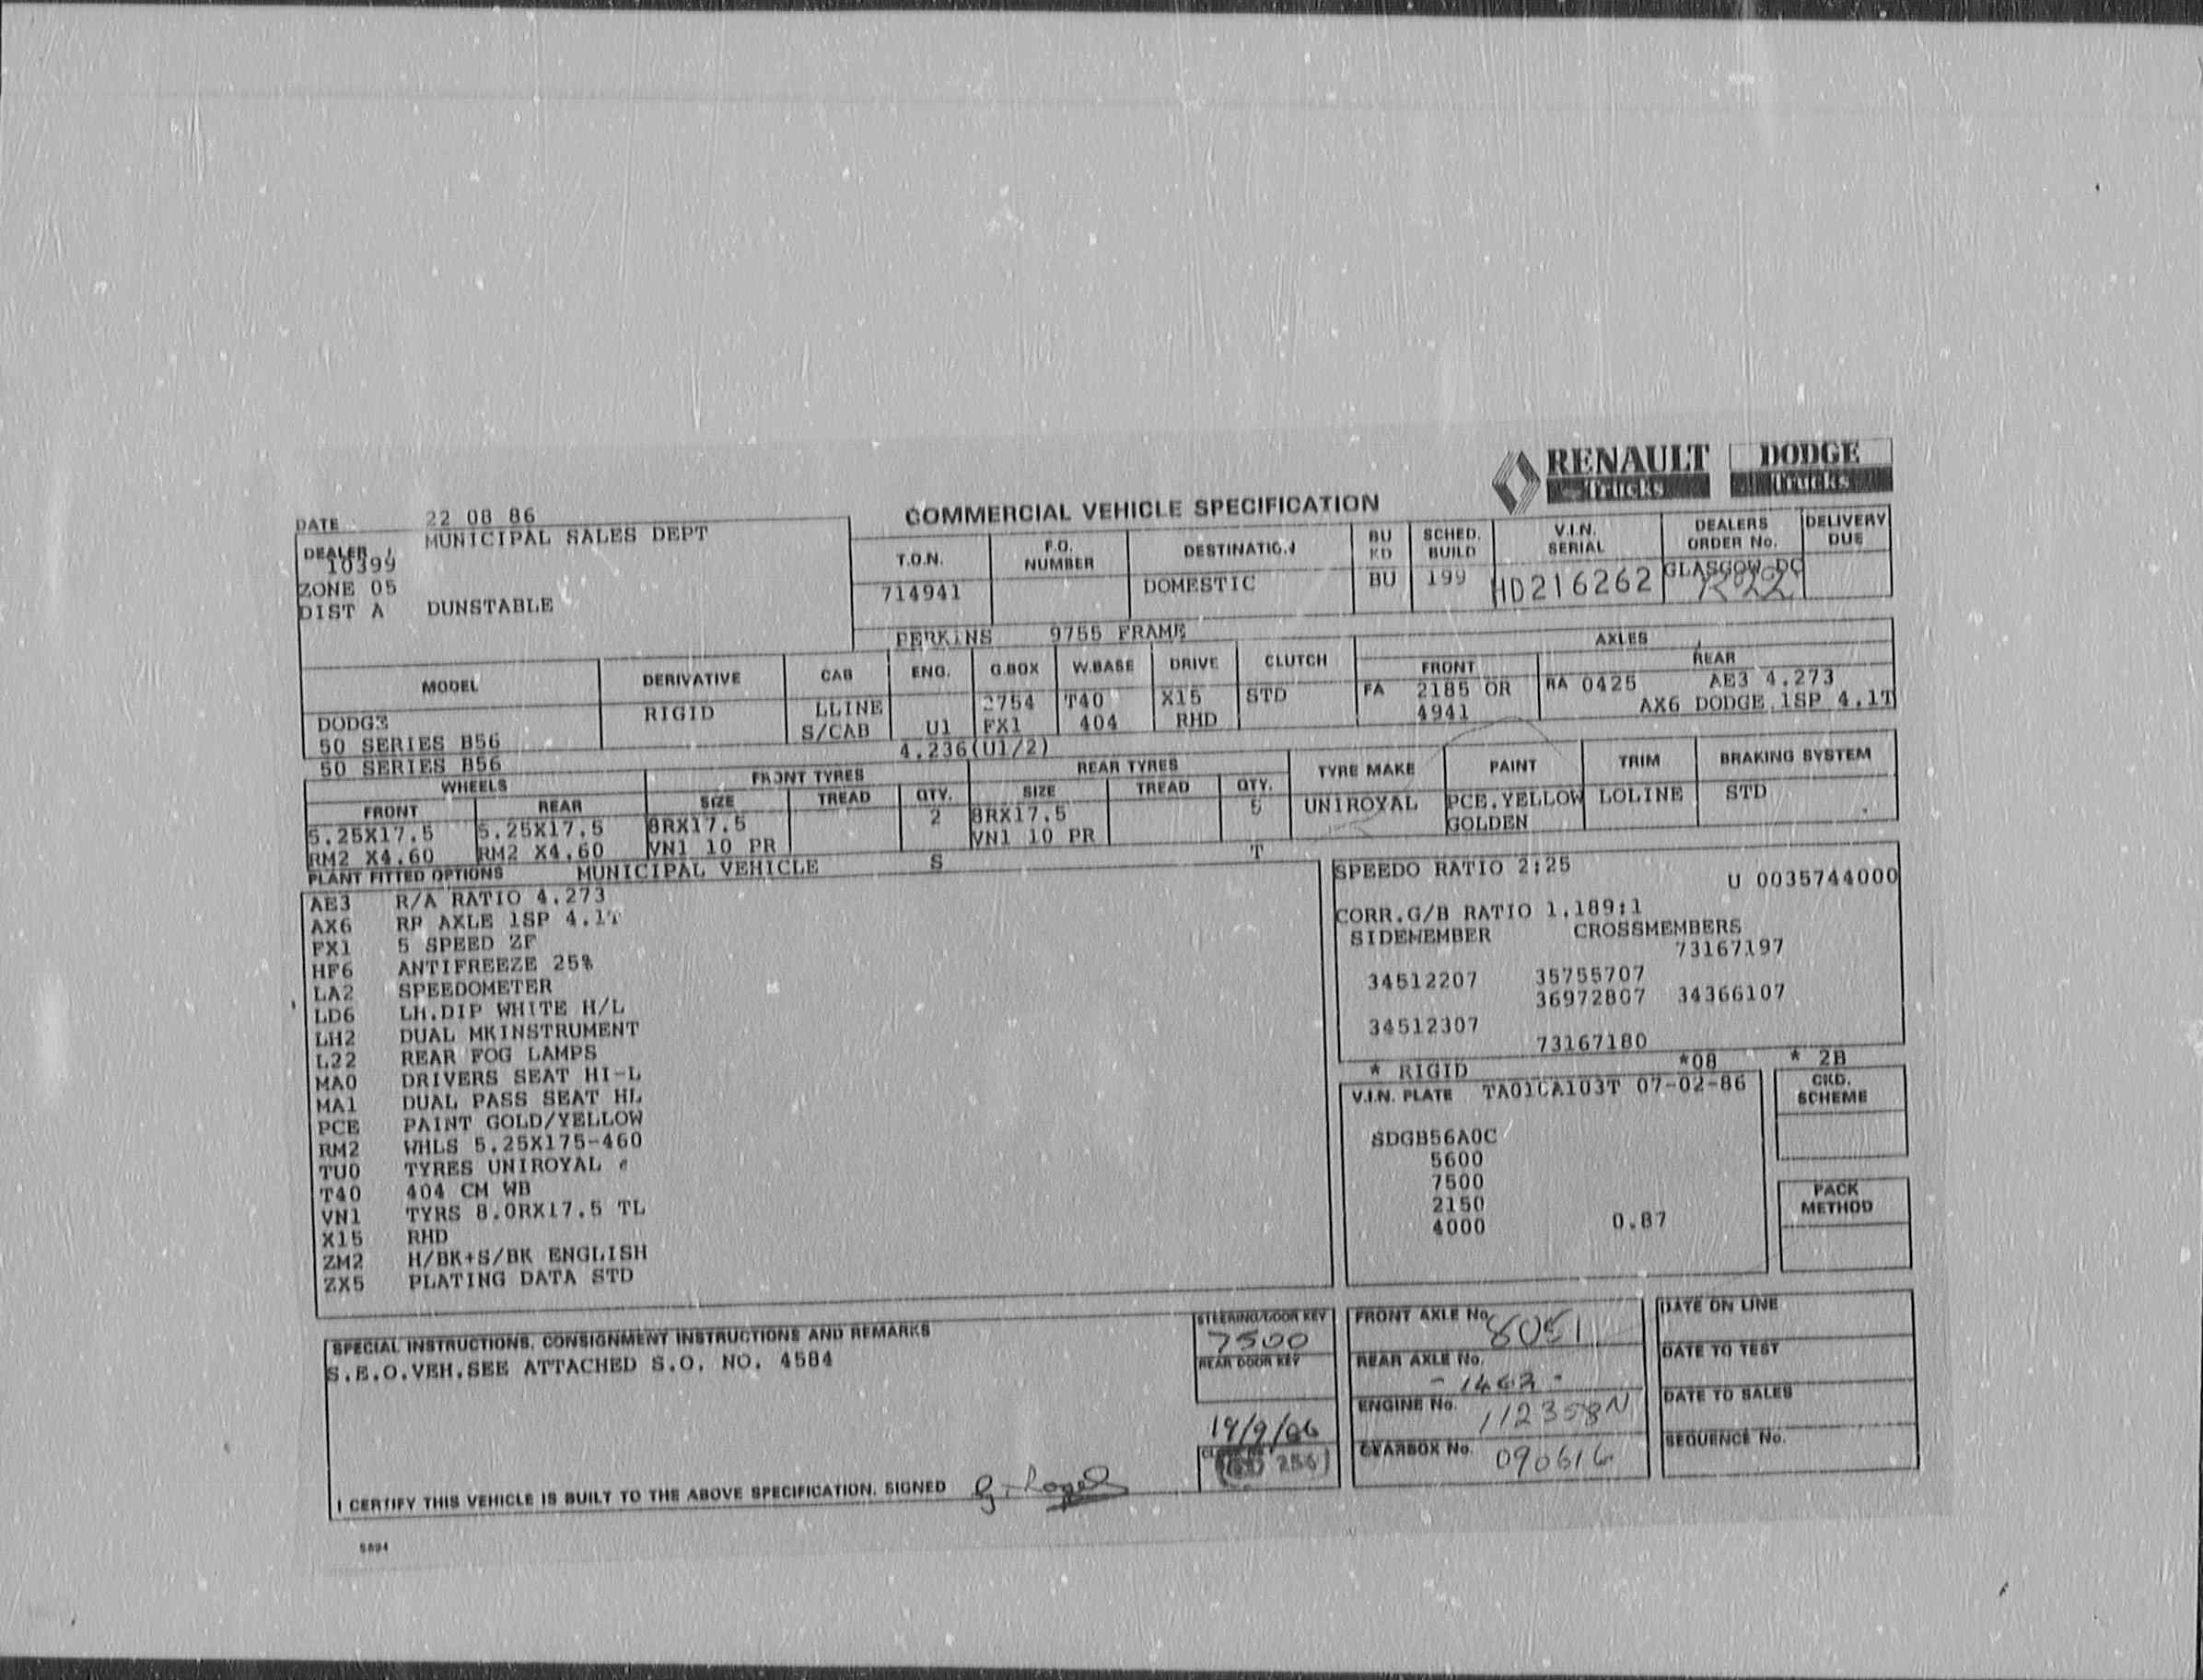 RENAULT Trucks DODGE Trucks
COMMERCIAL VEHICLE SPECIFICATION
DATE 22 08 86
DEALER MUNICIPAL SALES DEPT
10399
ZONE 05
DIST A DUNSTABLE
T.O.N. F.O. NUMBER DESTINATION BU KD SCHED. BUILD V.I.N. SERIAL DEALERS ORDER No. DELIVERY DUE
714941 DOMESTIC BU 199 HD216262 GLASGOW DC
PERKINS 9755 FRAME
MODEL DERIVATIVE CAB ENG. G.BOX W.BASE DRIVE CLUTCH AXLES
FRONT REAR
DODG3 RIGID LLINE 2754 T40 X15 STD FA 2185 OR RA 0425 AE3 4.273
50 SERIES B56 S/CAB U1 FX1 404 RHD 4941 AX6 DODGE 1SP 4.1T
50 SERIES B56 4.236(U1/2)
WHEELS FRONT TYRES REAR TYRES TYRE MAKE PAINT TRIM BRAKING SYSTEM
FRONT REAR SIZE TREAD QTY. SIZE TREAD QTY.
5.25X17.5 5.25X17.5 8RX17.5 2 8RX17.5 5 UNIROYAL PCE.YELLOW LOLINE STD
RM2 X4.60 RM2 X4.60 VN1 10 PR VN1 10 PR GOLDEN
PLANT FITTED OPTIONS MUNICIPAL VEHICLE S T
AE3 R/A RATIO 4.273
AX6 RP AXLE 1SP 4.1T
FX1 5 SPEED ZF
HF6 ANTIFREEZE 25%
LA2 SPEEDOMETER
LD6 LH.DIP WHITE H/L
LH2 DUAL MKINSTRUMENT
L22 REAR FOG LAMPS
MA0 DRIVERS SEAT HI-L
MA1 DUAL PASS SEAT HL
PCE PAINT GOLD/YELLOW
RM2 WHLS 5.25X175-460
TU0 TYRES UNIROYAL
T40 404 CM WB
VN1 TYRS 8.0RX17.5 TL
X15 RHD
ZM2 H/BK+S/BK ENGLISH
ZX5 PLATING DATA STD
SPEEDO RATIO 2:25
U 0035744000
CORR.G/B RATIO 1.189:1
SIDEMEMBER CROSSMEMBERS
73167197
34512207 35755707
36972807 34366107
34512307
73167180
* RIGID *08 * 2B
V.I.N. PLATE TA01CA103T 07-02-86
SDGB56A0C
5600
7500
2150
4000 0.87
CKD. SCHEME
PACK METHOD
SPECIAL INSTRUCTIONS, CONSIGNMENT INSTRUCTIONS AND REMARKS
S.E.O.VEH.SEE ATTACHED S.O. NO. 4584
STEERING/DOOR KEY
7500
REAR DOOR KEY
19/9/86
FRONT AXLE No. 8051
REAR AXLE No.
ENGINE No. 112358N
GEARBOX No. 090616
DATE ON LINE
DATE TO TEST
DATE TO SALES
SEQUENCE No.
I CERTIFY THIS VEHICLE IS BUILT TO THE ABOVE SPECIFICATION. SIGNED
5894